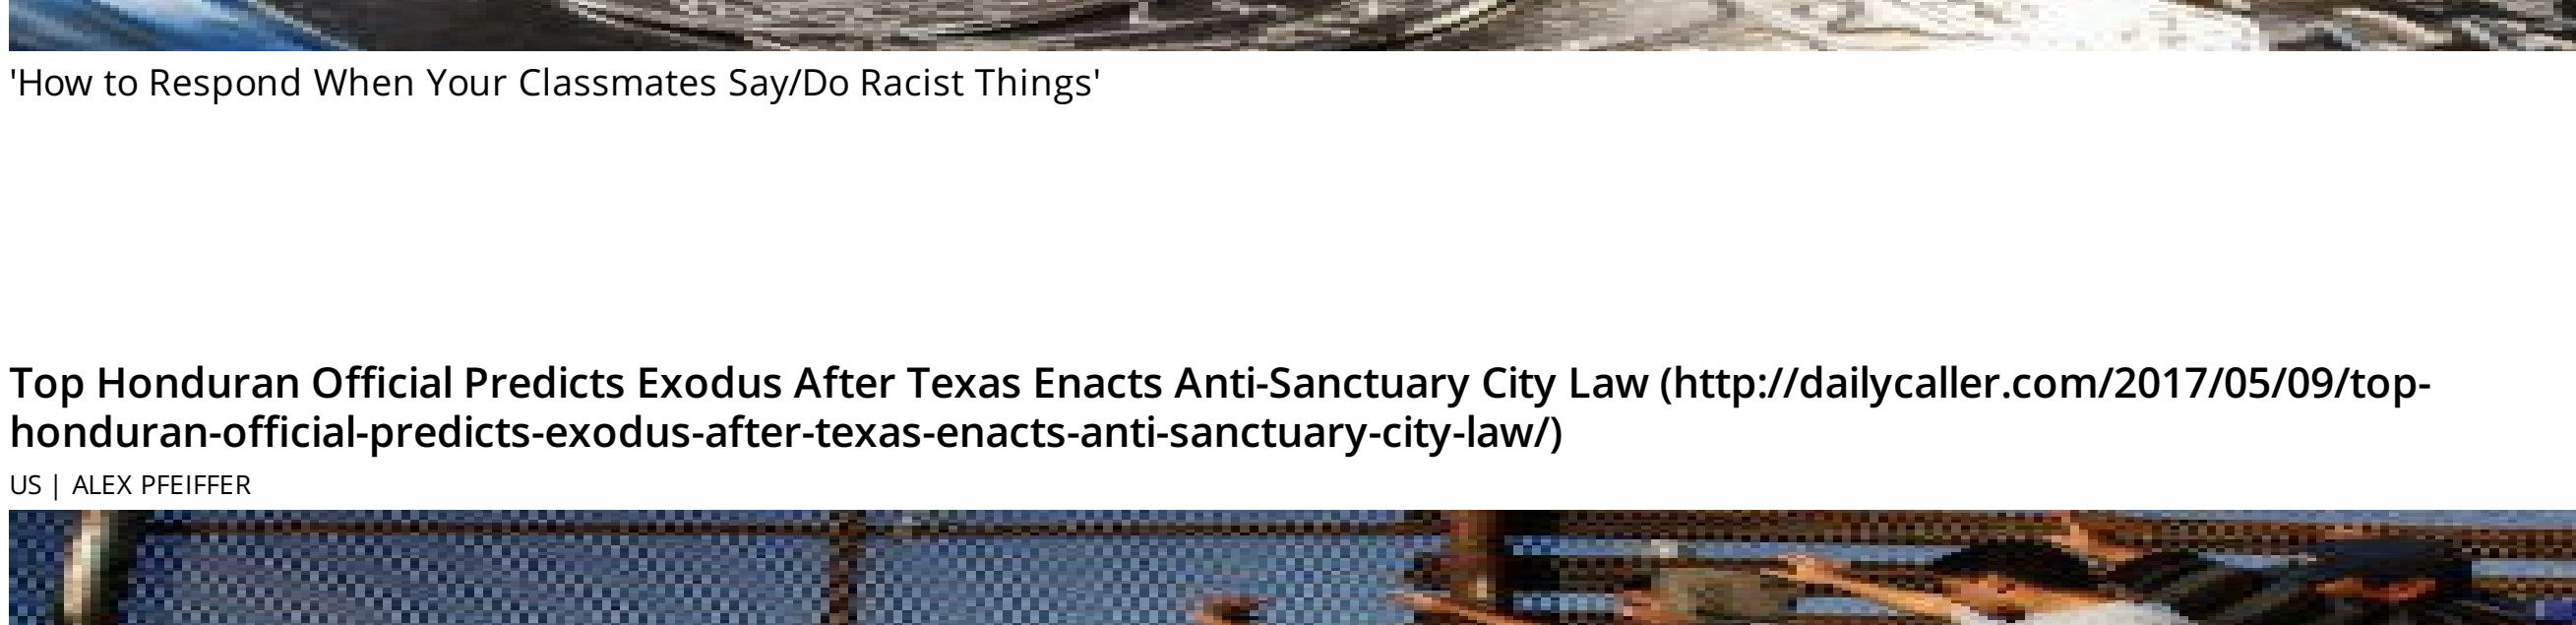 'How to Respond When Your Classmates Say/Do Racist Things'
Top Honduran Official Predicts Exodus After Texas Enacts Anti-Sanctuary City Law (http://dailycaller.com/2017/05/09/top-
honduran-official-predicts-exodus-after-texas-enacts-anti-sanctuary-city-law/)
US | ALEX PFEIFFER